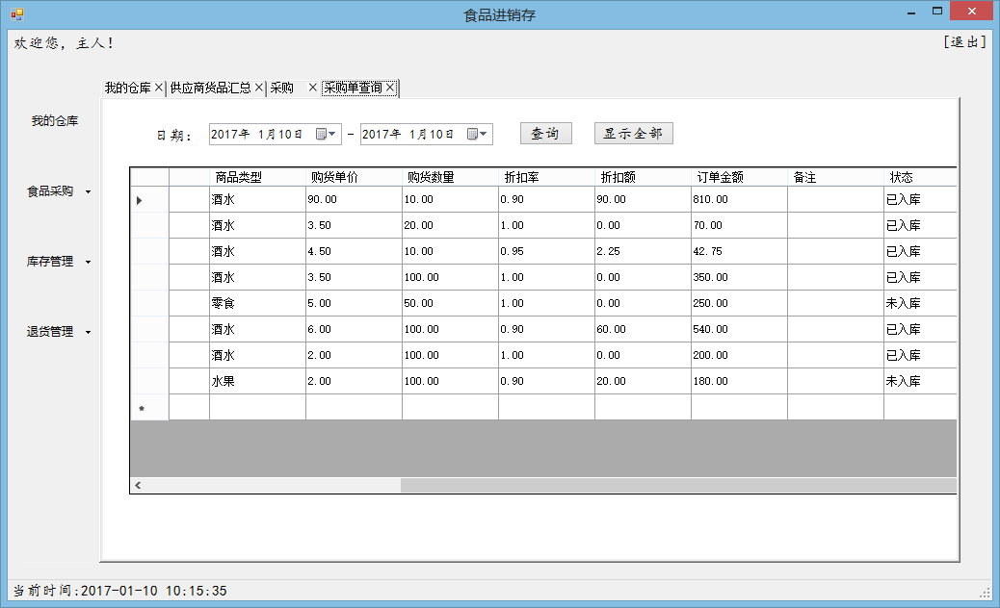 食品进销存
欢迎您，主人！ [退出]
我的仓库 供应商货品汇总 采购 采购单查询
我的仓库
食品采购
库存管理
退货管理
日期： 2017年 1月10日 - 2017年 1月10日 查询 显示全部
商品类型 购货单价 购货数量 折扣率 折扣额 订单金额 备注 状态
酒水 90.00 10.00 0.90 90.00 810.00 已入库
酒水 3.50 20.00 1.00 0.00 70.00 已入库
酒水 4.50 10.00 0.95 2.25 42.75 已入库
酒水 3.50 100.00 1.00 0.00 350.00 已入库
零食 5.00 50.00 1.00 0.00 250.00 未入库
酒水 6.00 100.00 0.90 60.00 540.00 已入库
酒水 2.00 100.00 1.00 0.00 200.00 已入库
水果 2.00 100.00 0.90 20.00 180.00 未入库
当前时间:2017-01-10 10:15:35